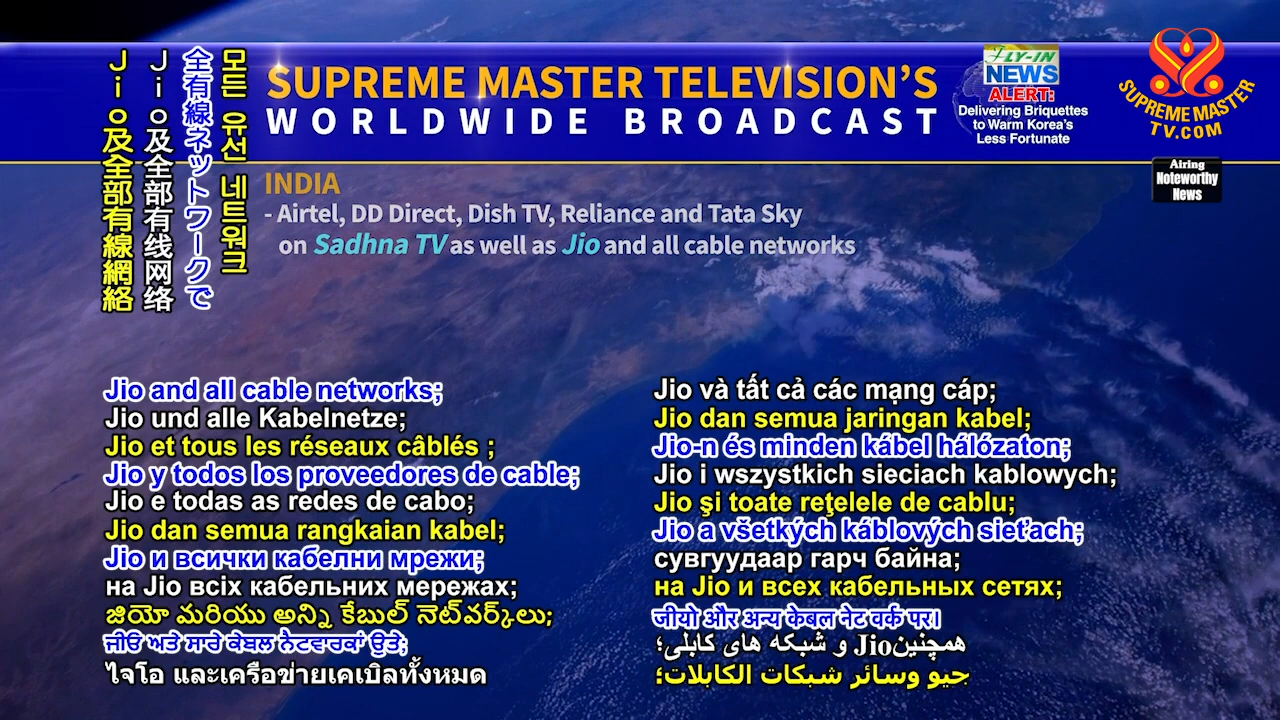 SUPREME MASTER TELEVISION'S
WORLDWIDE BROADCAST
FLY-IN
NEWS
ALERT:
Delivering Briquettes
to Warm Korea's
Less Fortunate
SUPREME MASTER
TV.COM
Airing
Noteworthy
News
Jio及全部有線網絡
Jio及全部有线网络
全有線ネットワークで
모든 유선 네트워크
INDIA
- Airtel, DD Direct, Dish TV, Reliance and Tata Sky
on Sadhna TV as well as Jio and all cable networks
Jio and all cable networks;
Jio und alle Kabelnetze;
Jio et tous les réseaux câblés ;
Jio y todos los proveedores de cable;
Jio e todas as redes de cabo;
Jio dan semua rangkaian kabel;
Jio и всички кабелни мрежи;
на Jio всіх кабельних мережах;
జియో మరియు అన్ని కేబుల్ నెట్‌వర్క్‌లు;
ਜੀਓ ਅਤੇ ਸਾਰੇ ਕੇਬਲ ਨੈਟਵਾਰਕਾਂ ਉਤੇ;
ไจโอ และเครือข่ายเคเบิลทั้งหมด
Jio và tất cả các mạng cáp;
Jio dan semua jaringan kabel;
Jio-n és minden kábel hálózaton;
Jio i wszystkich sieciach kablowych;
Jio şi toate reţelele de cablu;
Jio a všetkých káblových sieťach;
сувгуудаар гарч байна;
на Jio и всех кабельных сетях;
जीयो और अन्य केबल नेट वर्क पर।
همچنینJio و شبکه های کابلی؛
جيو وسائر شبكات الكابلات؛